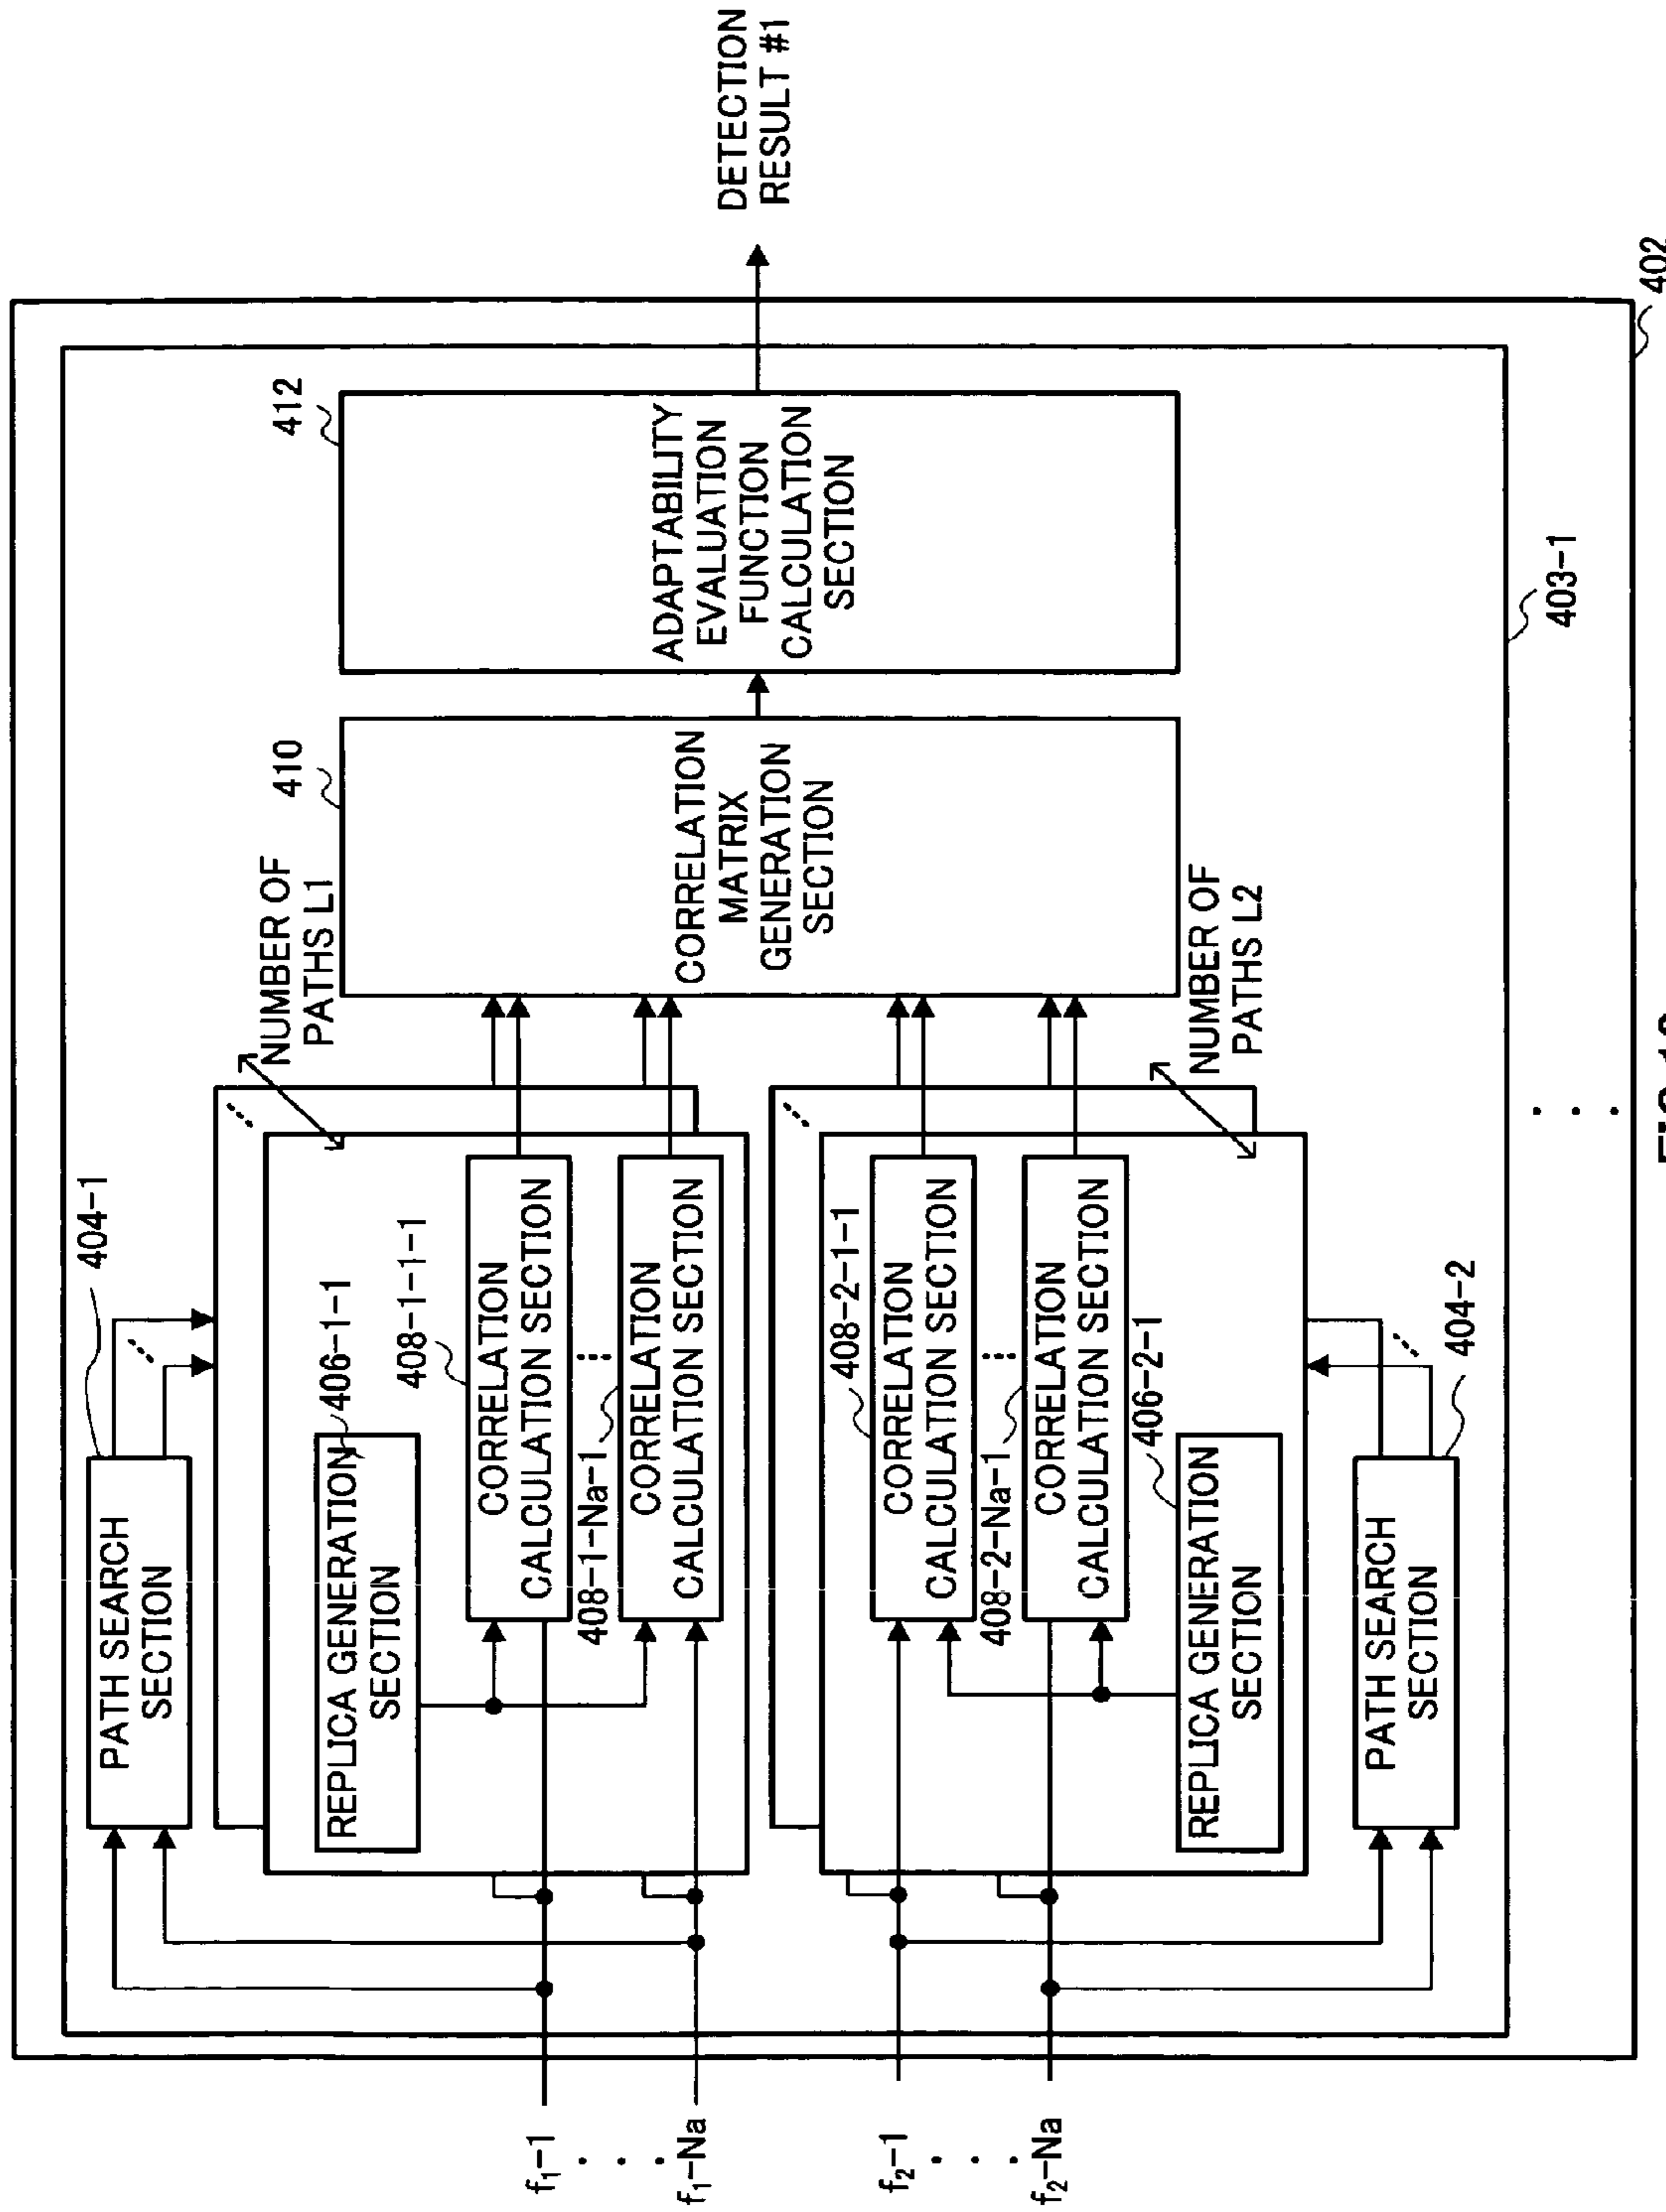 404-1
PATH SEARCH
SECTION
NUMBER OF
PATHS L1
406-1-1
REPLICA GENERATION
SECTION
408-1-1-1
CORRELATION
CALCULATION SECTION
408-1-Na-1
CORRELATION
CALCULATION SECTION
f₁-1
f₁-Na
410
CORRELATION
MATRIX
GENERATION
SECTION
412
ADAPTABILITY
EVALUATION
FUNCTION
CALCULATION
SECTION
DETECTION
RESULT #1
408-2-1-1
CORRELATION
CALCULATION SECTION
408-2-Na-1
CORRELATION
CALCULATION SECTION
f₂-1
f₂-Na
406-2-1
REPLICA GENERATION
SECTION
NUMBER OF
PATHS L2
PATH SEARCH
SECTION
404-2
403-1
402